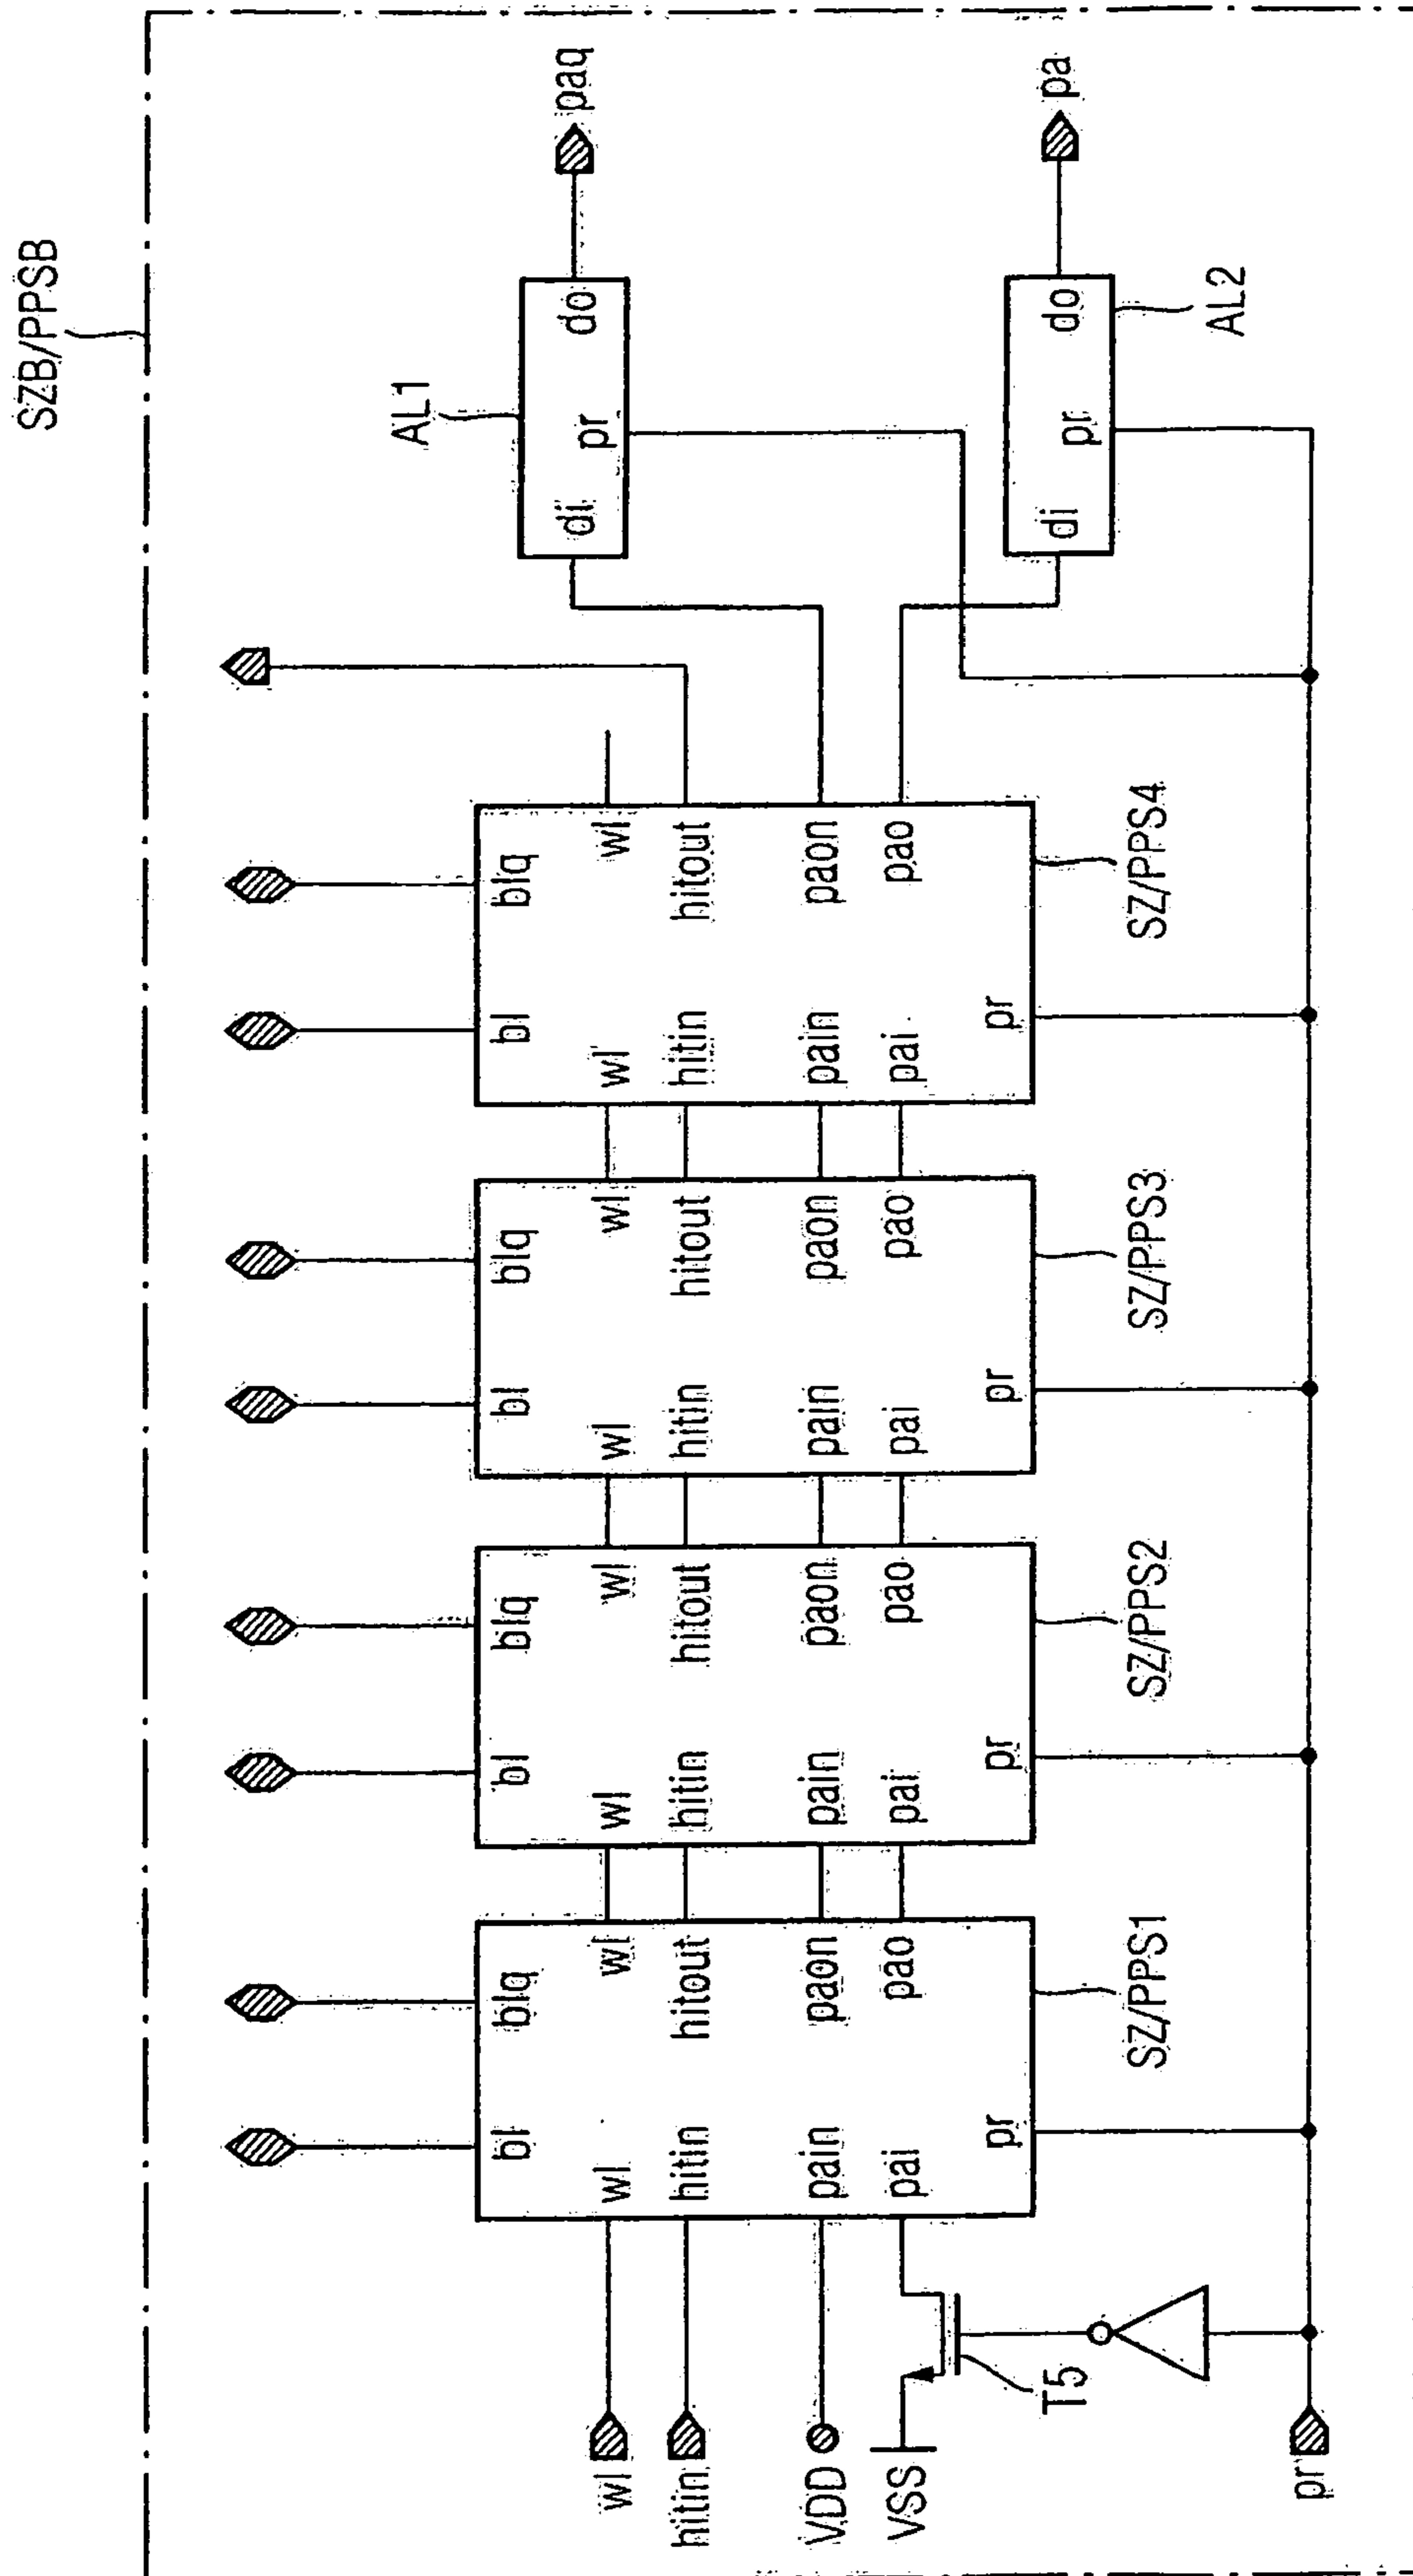 SZB/PPSB
wl
hitin
VDD
VSS
pr
T5
bl
blq
wl
wl
hitin
hitout
pain
paon
pai
pao
pr
SZ/PPS1
bl
blq
wl
wl
hitin
hitout
pain
paon
pai
pao
pr
SZ/PPS2
bl
blq
wl
wl
hitin
hitout
pain
paon
pai
pao
pr
SZ/PPS3
bl
blq
wl
wl
hitin
hitout
pain
paon
pai
pao
pr
SZ/PPS4
AL1
di
pr
do
paq
di
pr
do
AL2
pa